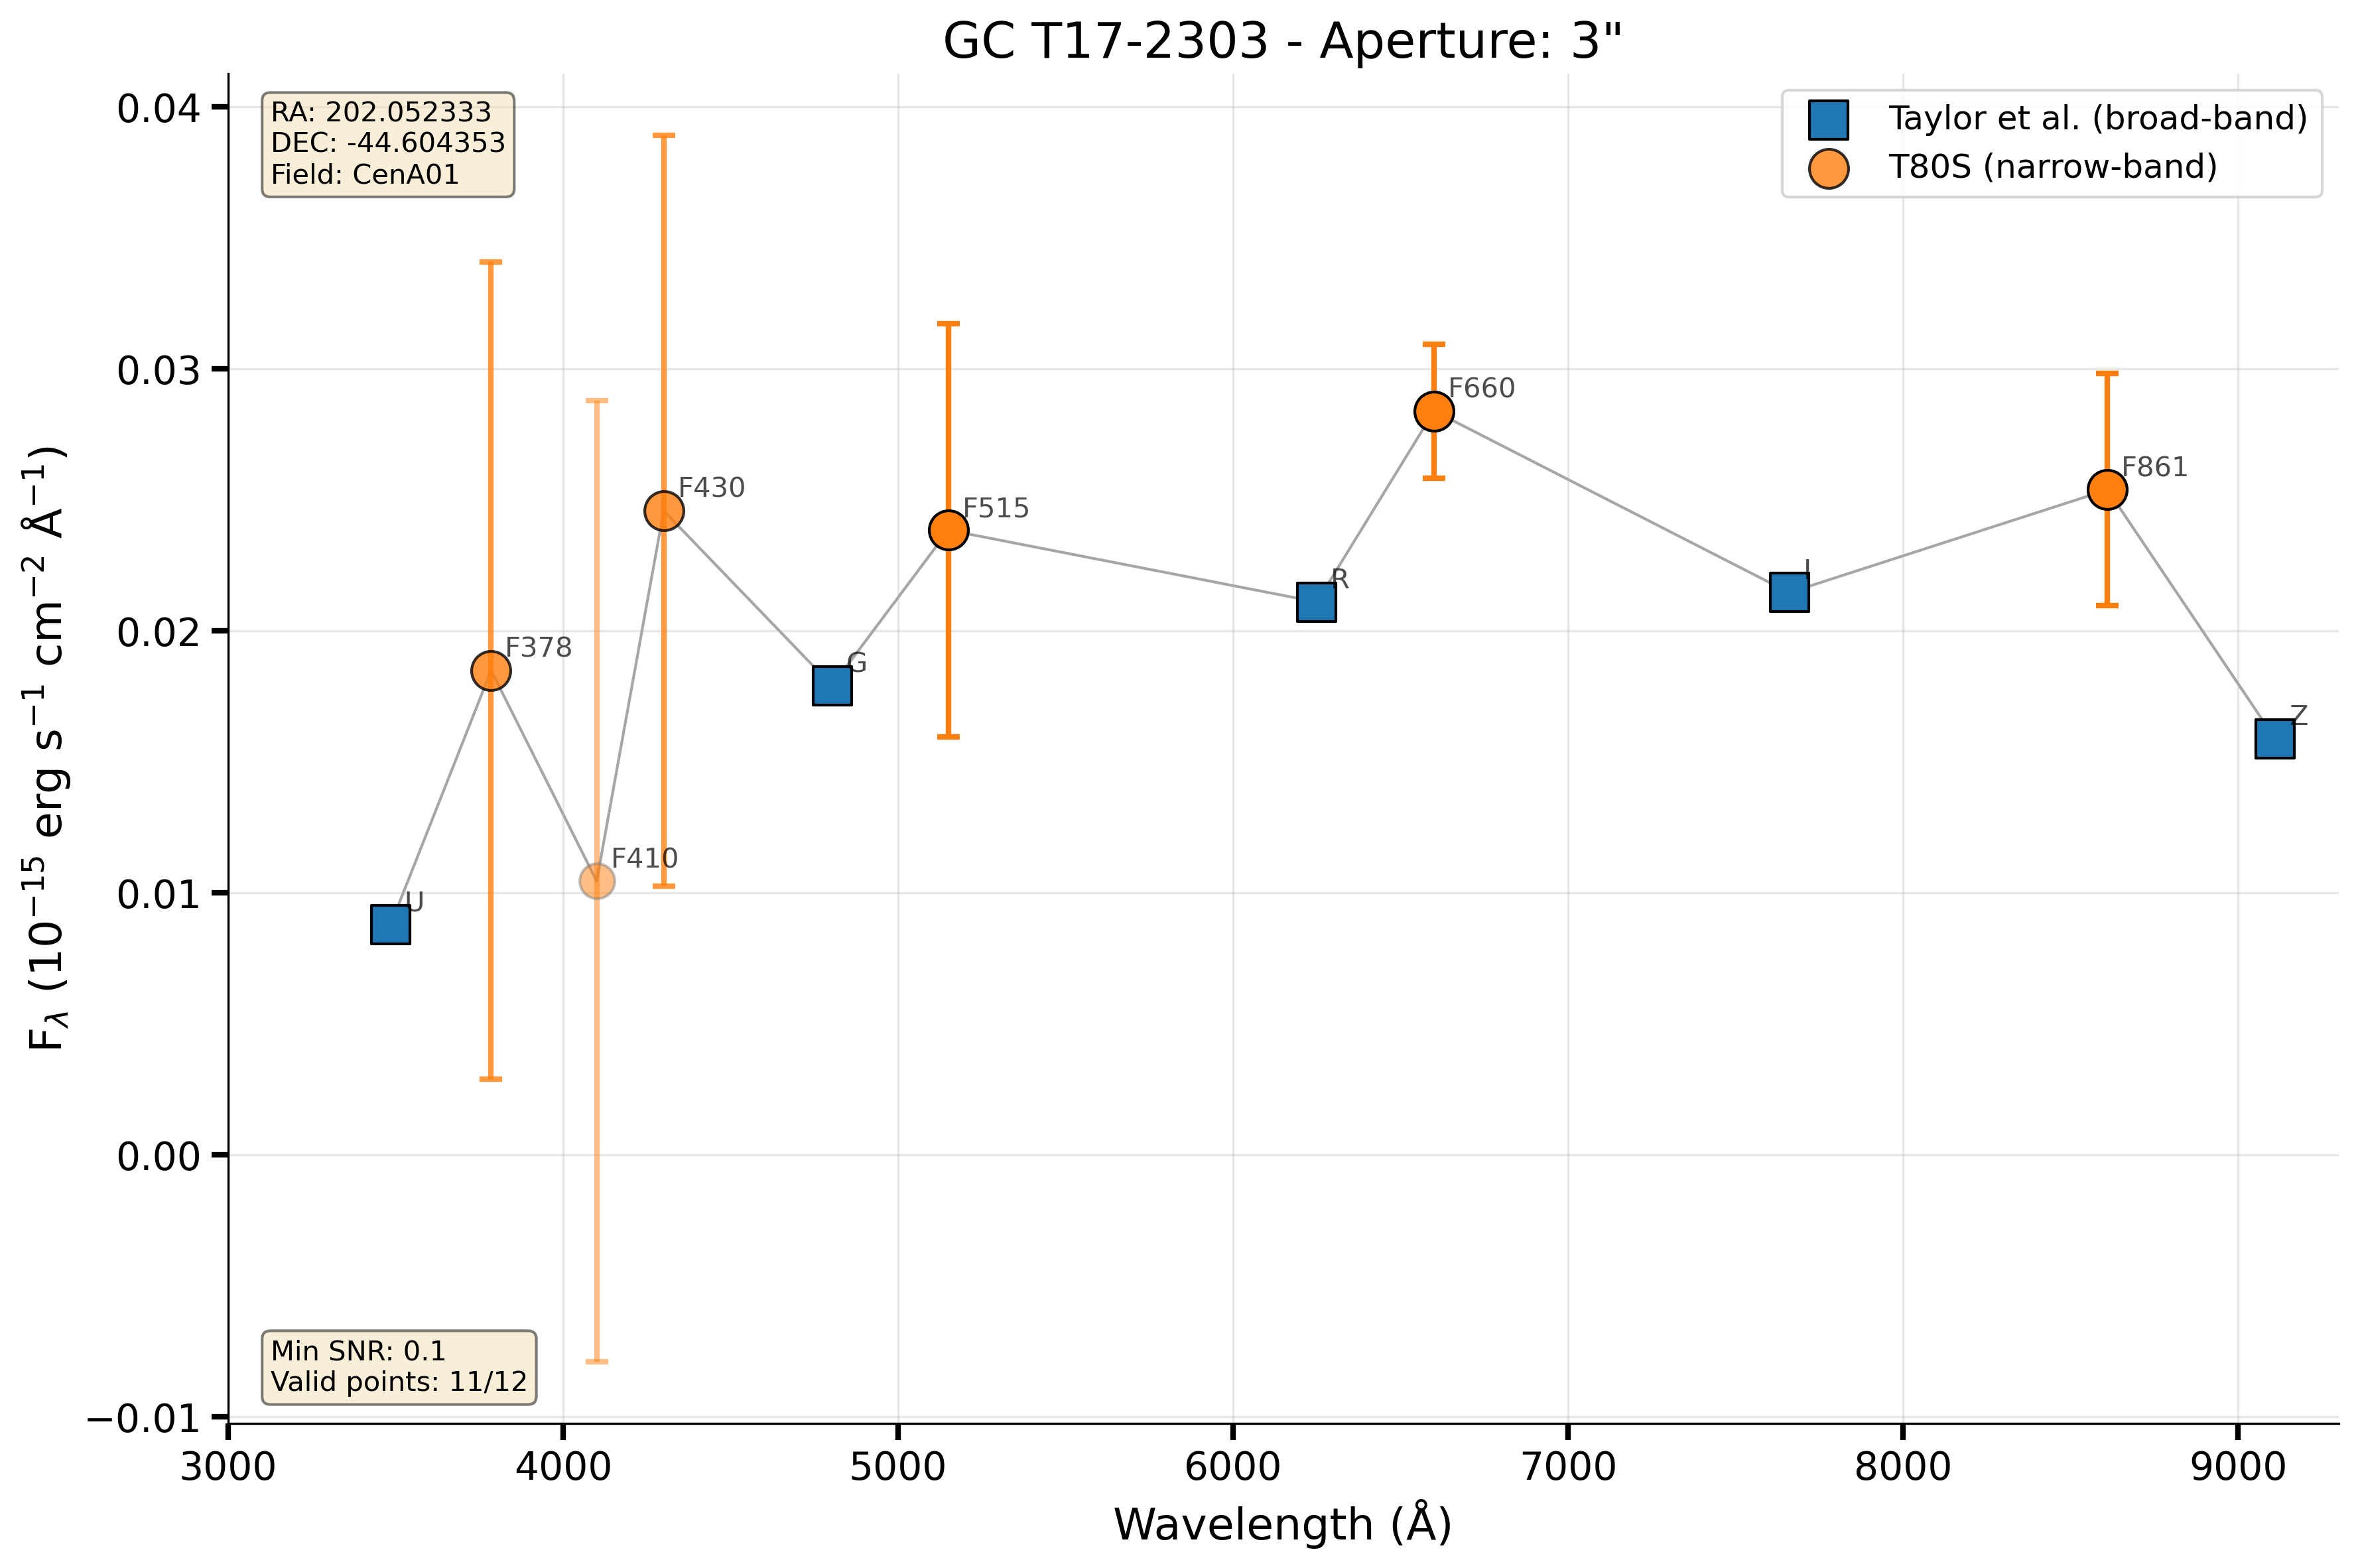 GC T17-2303 - Aperture: 3"
RA: 202.052333
DEC: -44.604353
Field: CenA01
Taylor et al. (broad-band)
T80S (narrow-band)
0.04
0.03
0.02
0.01
0.00
−0.01
F378
F410
F430
F515
F660
F861
U
G
R
I
Z
Min SNR: 0.1
Valid points: 11/12
3000 4000 5000 6000 7000 8000 9000
Wavelength (Å)
Fλ (10⁻¹⁵ erg s⁻¹ cm⁻² Å⁻¹)